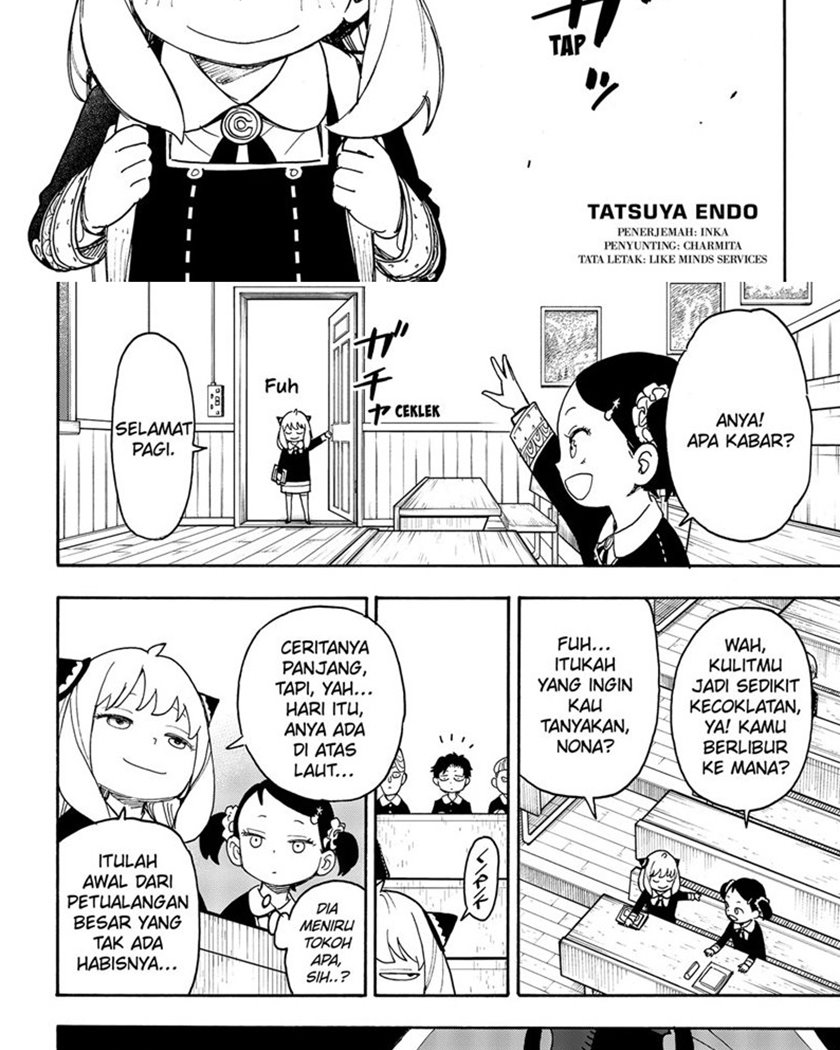 TAP
TATSUYA ENDO
PENERJEMAH: INKA
PENYUNTING: CHARMITA
TATA LETAK: LIKE MINDS SERVICES
ANYA!
APA KABAR?
ガチャ
CEKLEK
Fuh
SELAMAT
PAGI.
WAH,
KULITMU
JADI SEDIKIT
KECOKLATAN,
YA! KAMU
BERLIBUR
KE MANA?
FUH...
ITUKAH
YANG INGIN
KAU
TANYAKAN,
NONA?
CERITANYA
PANJANG,
TAPI, YAH...
HARI ITU,
ANYA ADA
DI ATAS
LAUT...
DIA
MENIRU
TOKOH
APA,
SIH..?
ITULAH
AWAL DARI
PETUALANGAN
BESAR YANG
TAK ADA
HABISNYA...